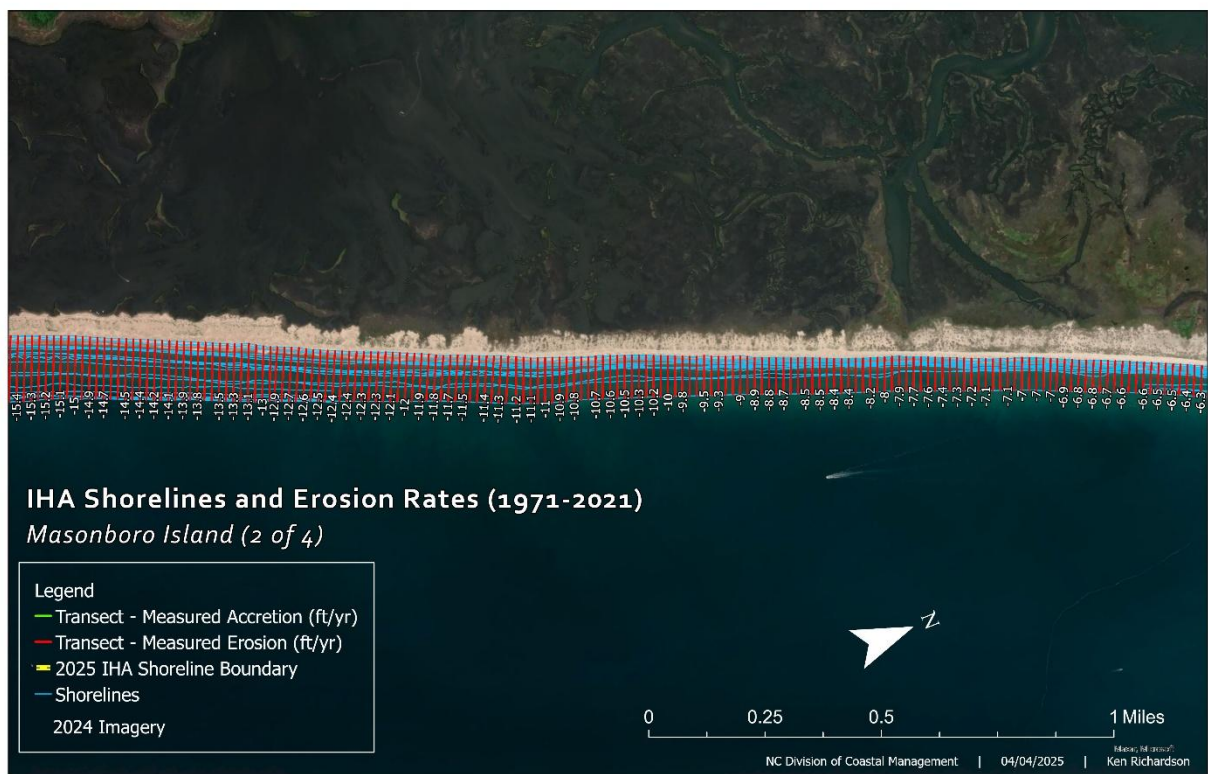 -15.4 -15.3 -15.2 -15.1 -15 -14.9 -14.7 -14.5 -14.4 -14.2 -14.1 -13.9 -13.5 -13.3 -13.1 -13 -12.9 -12.7 -12.6 -12.5 -12.4 -12.4 -12.3 -12.3 -12.1 -12 -11.9 -11.8 -11.7 -11.5 -11.4 -11.3 -11.2 -11.1 -11 -10.9 -10.8 -10.7 -10.6 -10.5 -10.3 -10.2 -10 -9.8 -9.5 -9.3 -9 -8.9 -8.8 -8.7 -8.5 -8.5 -8.4 -8.4 -8.2 -8 -7.9 -7.7 -7.6 -7.4 -7.3 -7.2 -7.1 -7.1 -7 -7 -7 -6.9 -6.8 -6.8 -6.7 -6.6 -6.6 -6.5 -6.5 -6.4 -6.3
IHA Shorelines and Erosion Rates (1971-2021)
Masonboro Island (2 of 4)
Legend
Transect - Measured Accretion (ft/yr)
Transect - Measured Erosion (ft/yr)
2025 IHA Shoreline Boundary
Shorelines
2024 Imagery
N
0 0.25 0.5 1 Miles
Maxar, Microsoft
NC Division of Coastal Management | 04/04/2025 | Ken Richardson